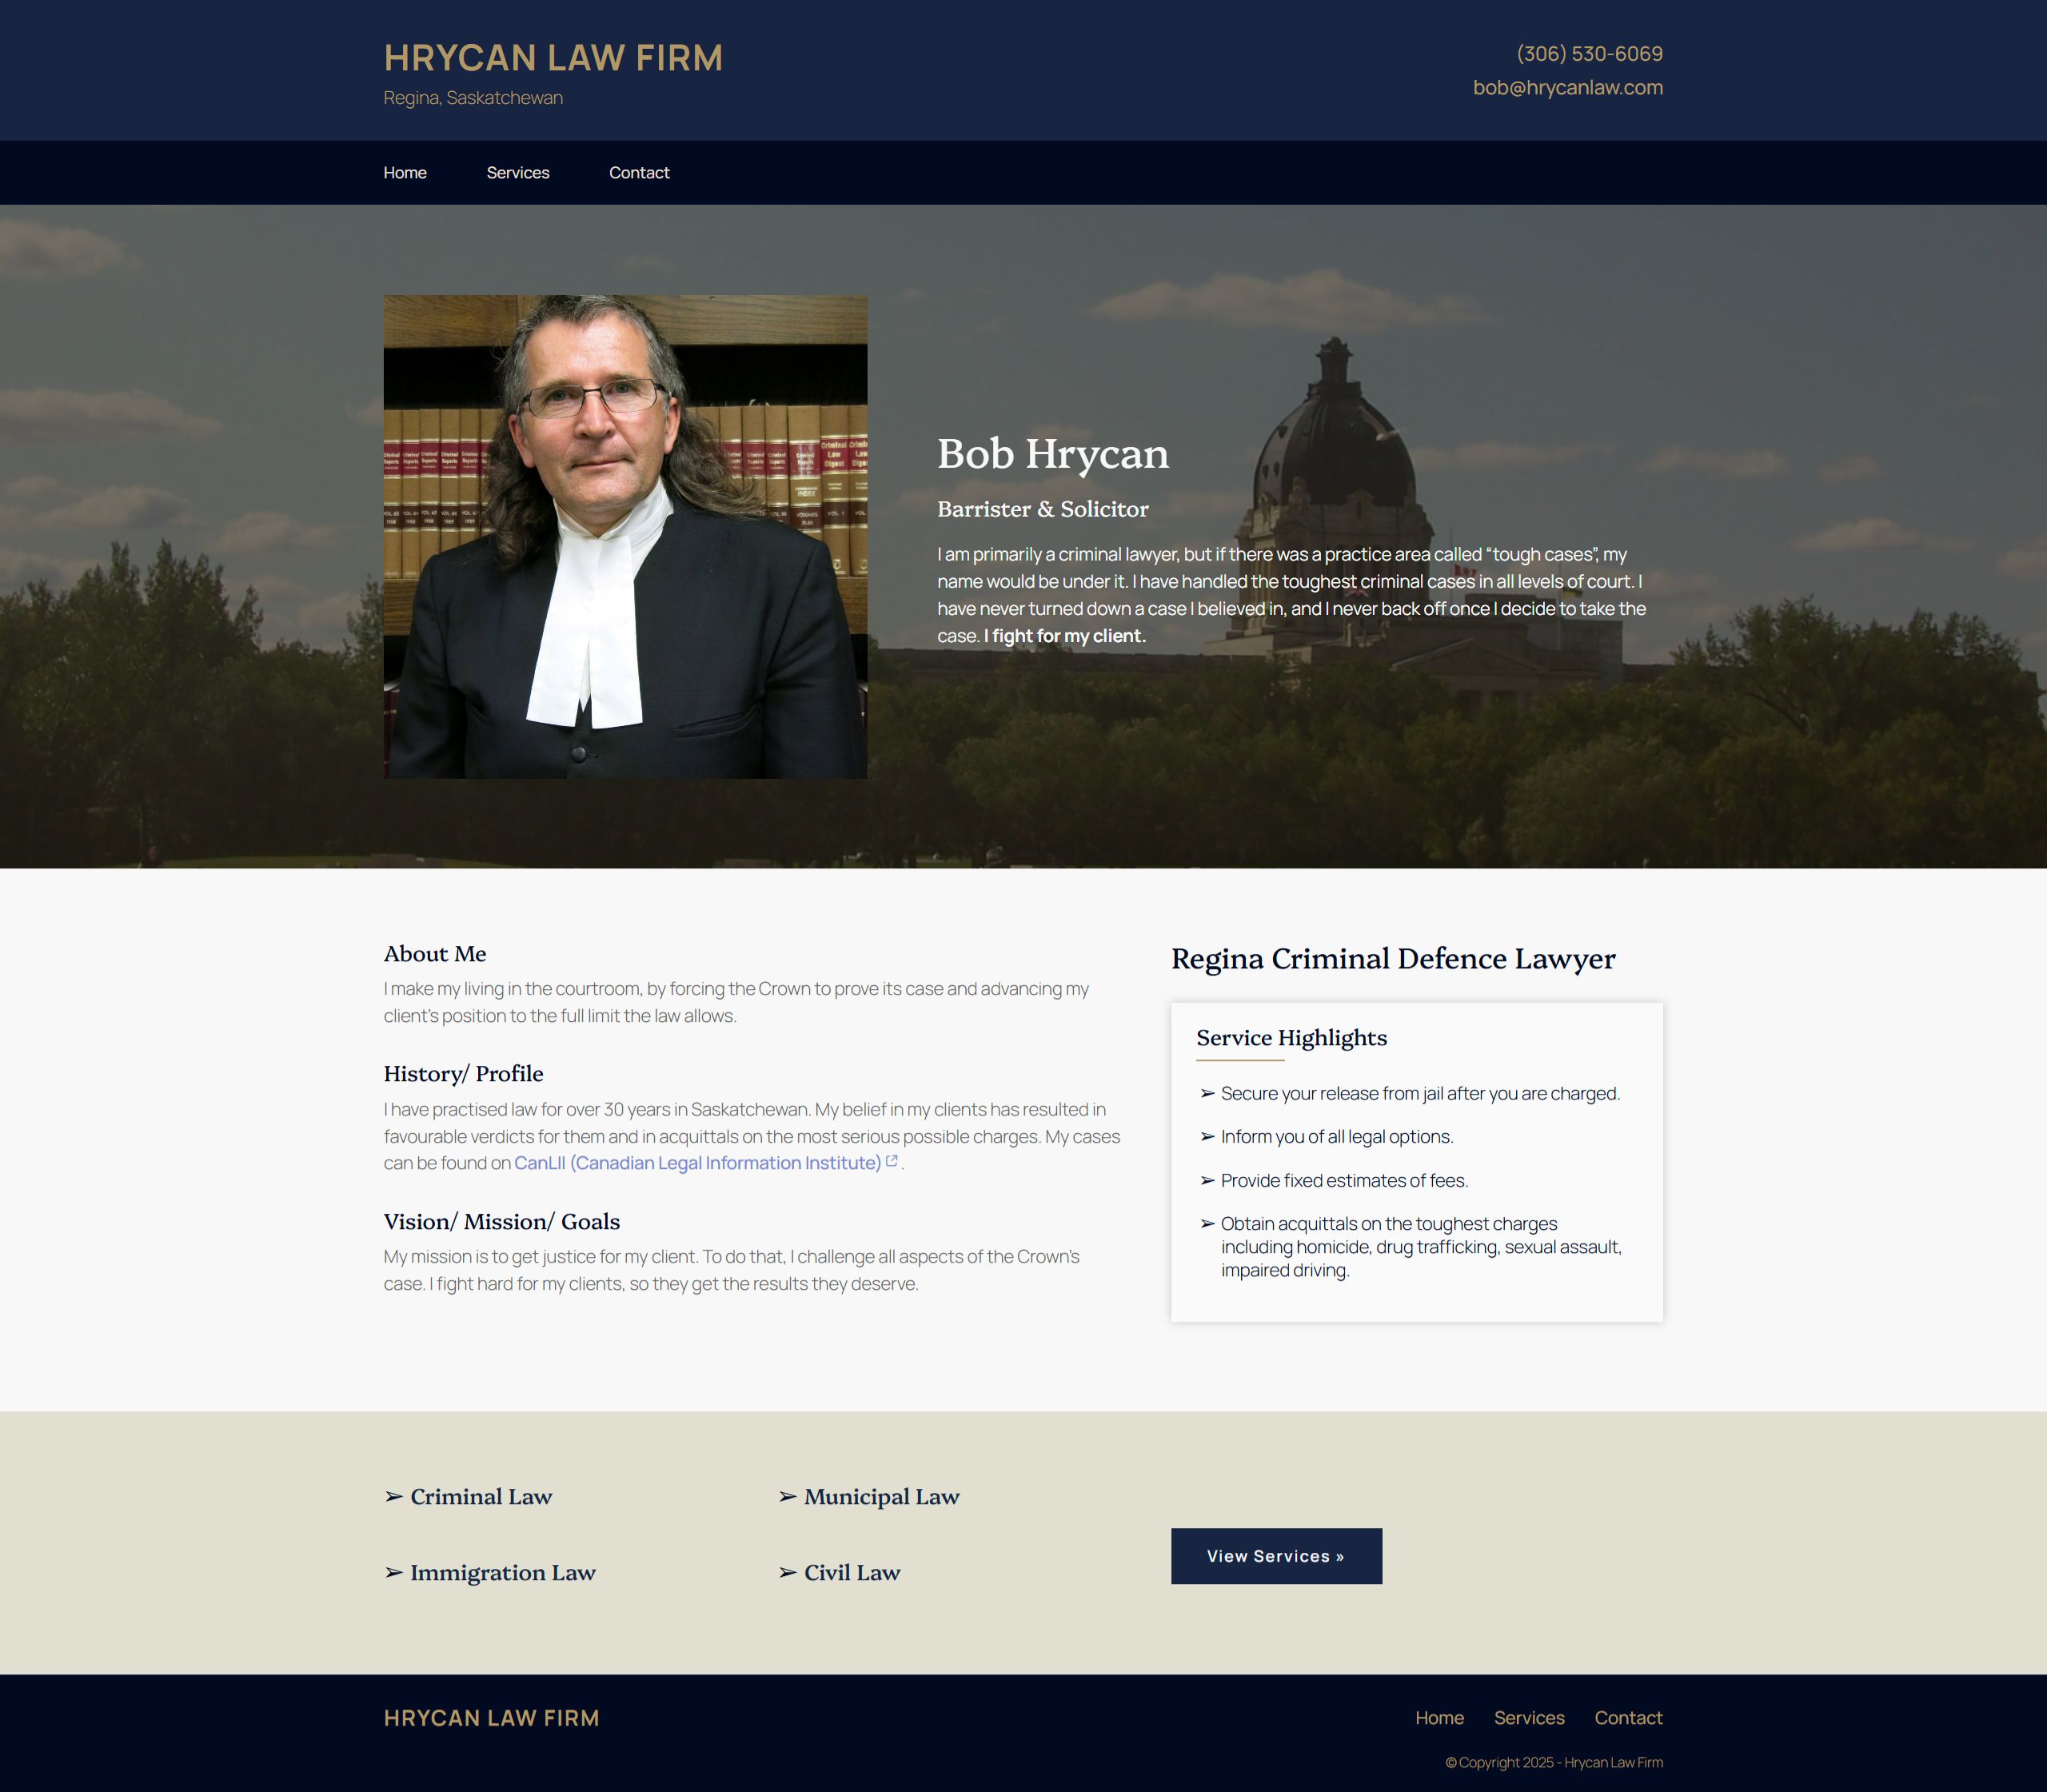 HRYCAN LAW FIRM
Regina, Saskatchewan
(306) 530-6069
bob@hrycanlaw.com
Home Services Contact
Bob Hrycan
Barrister & Solicitor
I am primarily a criminal lawyer, but if there was a practice area called “tough cases”, my
name would be under it. I have handled the toughest criminal cases in all levels of court. I
have never turned down a case I believed in, and I never back off once I decide to take the
case. I fight for my client.
About Me
I make my living in the courtroom, by forcing the Crown to prove its case and advancing my
client's position to the full limit the law allows.
History/ Profile
I have practised law for over 30 years in Saskatchewan. My belief in my clients has resulted in
favourable verdicts for them and in acquittals on the most serious possible charges. My cases
can be found on CanLII (Canadian Legal Information Institute) .
Vision/ Mission/ Goals
My mission is to get justice for my client. To do that, I challenge all aspects of the Crown's
case. I fight hard for my clients, so they get the results they deserve.
Regina Criminal Defence Lawyer
Service Highlights
➢ Secure your release from jail after you are charged.
➢ Inform you of all legal options.
➢ Provide fixed estimates of fees.
➢ Obtain acquittals on the toughest charges
including homicide, drug trafficking, sexual assault,
impaired driving.
➢ Criminal Law
➢ Municipal Law
➢ Immigration Law
➢ Civil Law
View Services »
HRYCAN LAW FIRM
Home Services Contact
© Copyright 2025 - Hrycan Law Firm